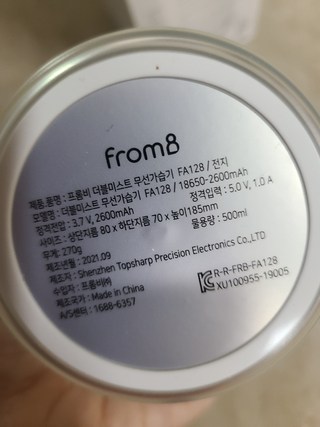 from8
제품,품명 : 프롬비 더블미스트 무선가습기 FA128 / 전지
모델명 : 더블미스트 무선가습기 FA128 / 18650-2600mAh
정격전압 : 3.7 V, 2600mAh 정격입력 : 5.0 V, 1.0 A
사이즈 : 상단지름 80 x 하단지름 70 x 높이185mm
무게: 270g 물용량 : 500ml
제조년월 : 2021.09
제조자 : Shenzhen Topsharp Precision Electronics Co.,LTD
수입자 : 프롬비㈜
제조국가 : Made in China
A/S센터 : 1688-6357
R-R-FRB-FA128
XU100955-19005